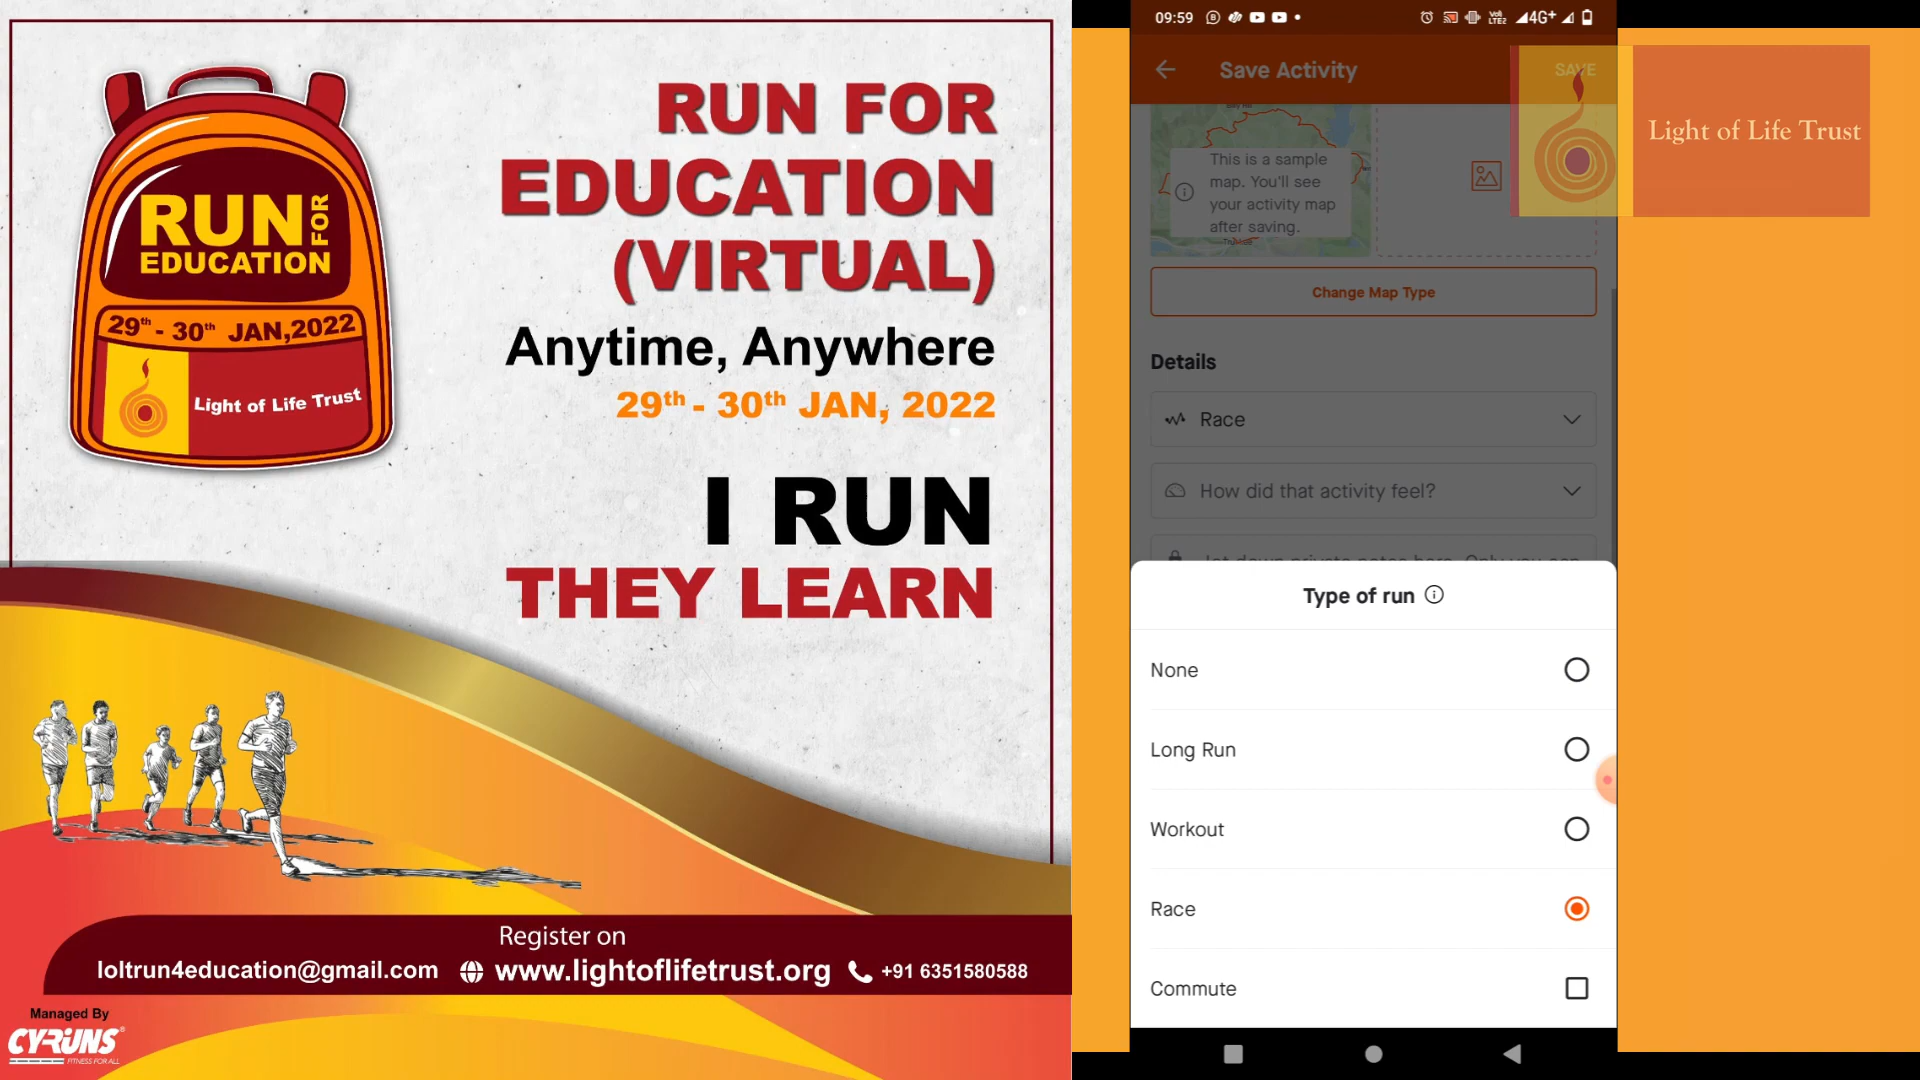 RUN FOR
EDUCATION
29th - 30th JAN,2022
Light of Life Trust
RUN FOR
EDUCATION
(VIRTUAL)
Anytime, Anywhere
29th - 30th JAN, 2022
I RUN
THEY LEARN
Register on
loltrun4education@gmail.com www.lightoflifetrust.org +91 6351580588
Managed By
CYRUNS
FITNESS FOR ALL
09:59 4G+
Save Activity SAVE
This is a sample
map. You'll see
your activity map
after saving.
Change Map Type
Details
Race
How did that activity feel?
Type of run
None
Long Run
Workout
Race
Commute
Light of Life Trust